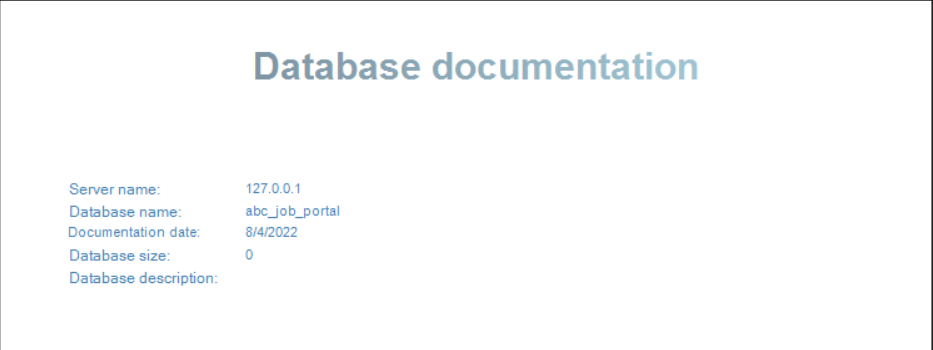 Database documentation
Server name: 127.0.0.1
Database name: abc_job_portal
Documentation date: 8/4/2022
Database size: 0
Database description: